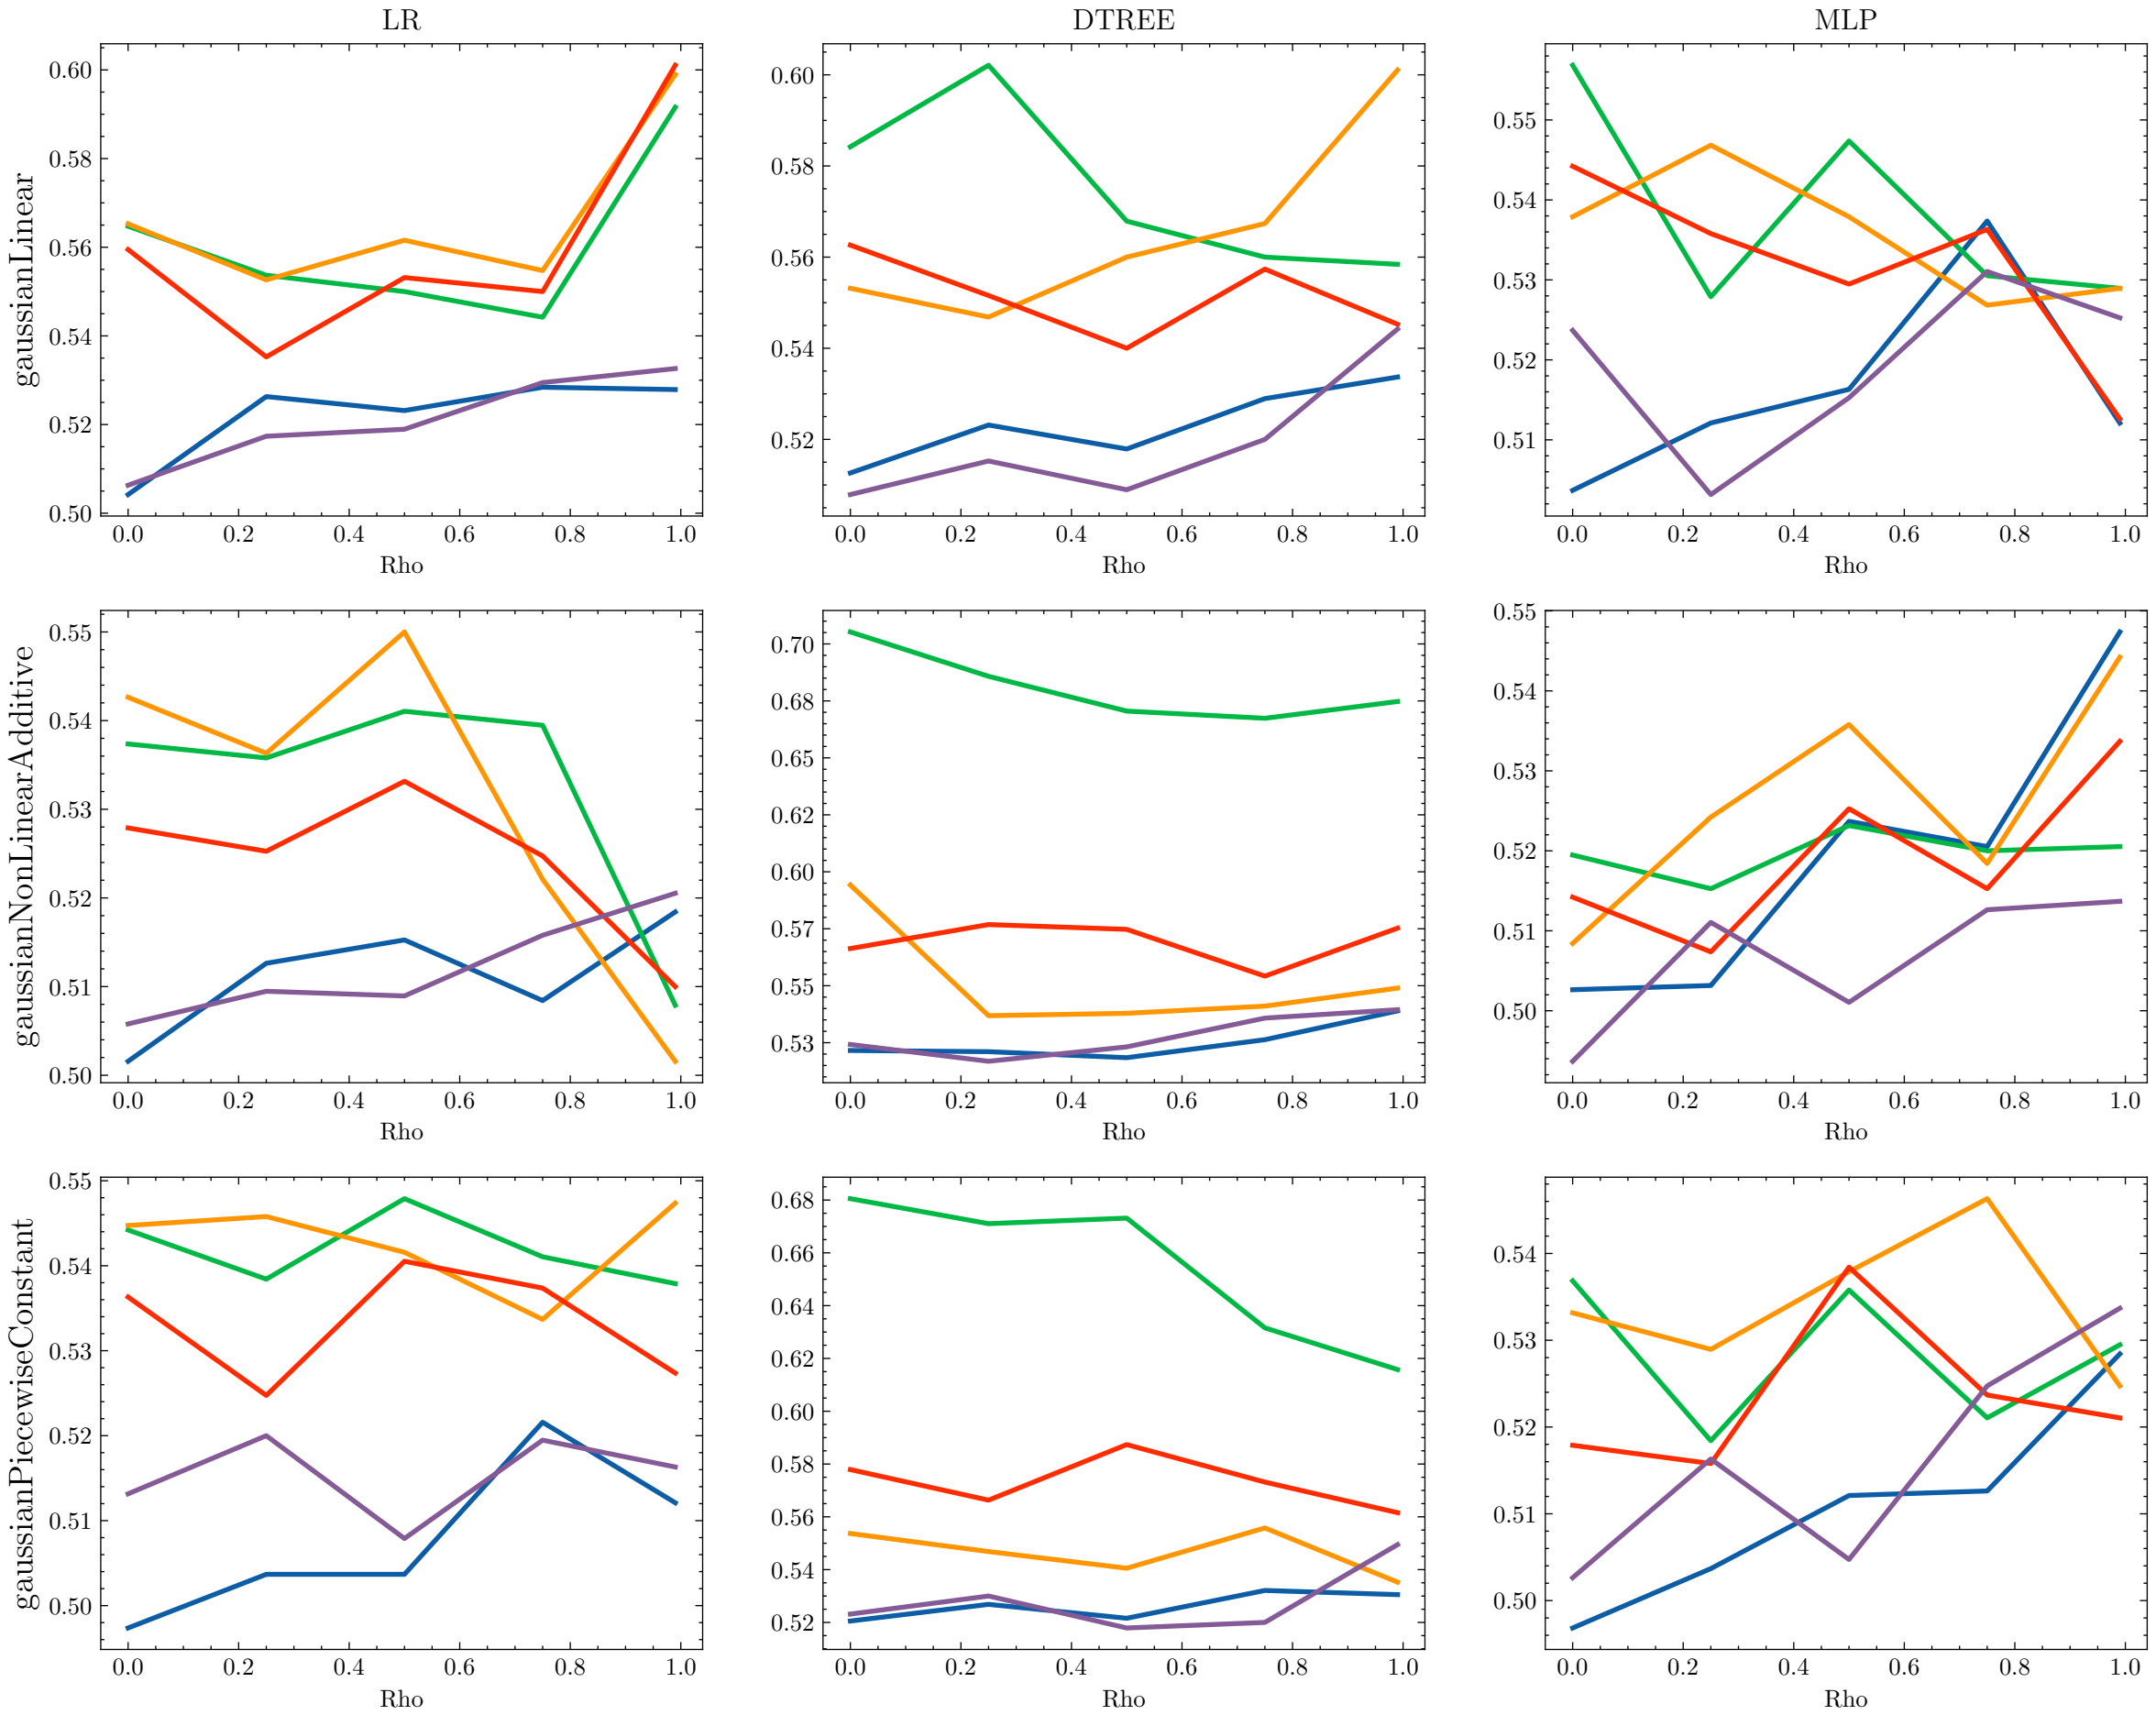 LR DTREE MLP
gaussianLinear
0.60 0.58 0.56 0.54 0.52 0.50
0.0 0.2 0.4 0.6 0.8 1.0
Rho
0.60 0.58 0.56 0.54 0.52
0.0 0.2 0.4 0.6 0.8 1.0
Rho
0.55 0.54 0.53 0.52 0.51
0.0 0.2 0.4 0.6 0.8 1.0
Rho
gaussianNonLinearAdditive
0.55 0.54 0.53 0.52 0.51 0.50
0.0 0.2 0.4 0.6 0.8 1.0
Rho
0.70 0.68 0.65 0.62 0.60 0.57 0.55 0.53
0.0 0.2 0.4 0.6 0.8 1.0
Rho
0.55 0.54 0.53 0.52 0.51 0.50
0.0 0.2 0.4 0.6 0.8 1.0
Rho
gaussianPiecewiseConstant
0.55 0.54 0.53 0.52 0.51 0.50
0.0 0.2 0.4 0.6 0.8 1.0
Rho
0.68 0.66 0.64 0.62 0.60 0.58 0.56 0.54 0.52
0.0 0.2 0.4 0.6 0.8 1.0
Rho
0.54 0.53 0.52 0.51 0.50
0.0 0.2 0.4 0.6 0.8 1.0
Rho